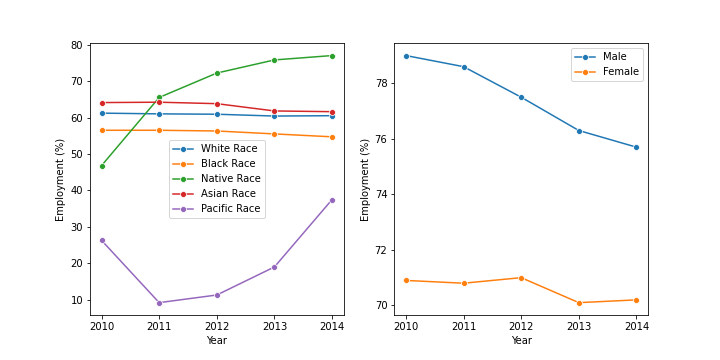 80
70
60
50
40
30
20
10
Employment (%)
White Race
Black Race
Native Race
Asian Race
Pacific Race
2010 2011 2012 2013 2014
Year
78
76
74
72
70
Employment (%)
Male
Female
2010 2011 2012 2013 2014
Year